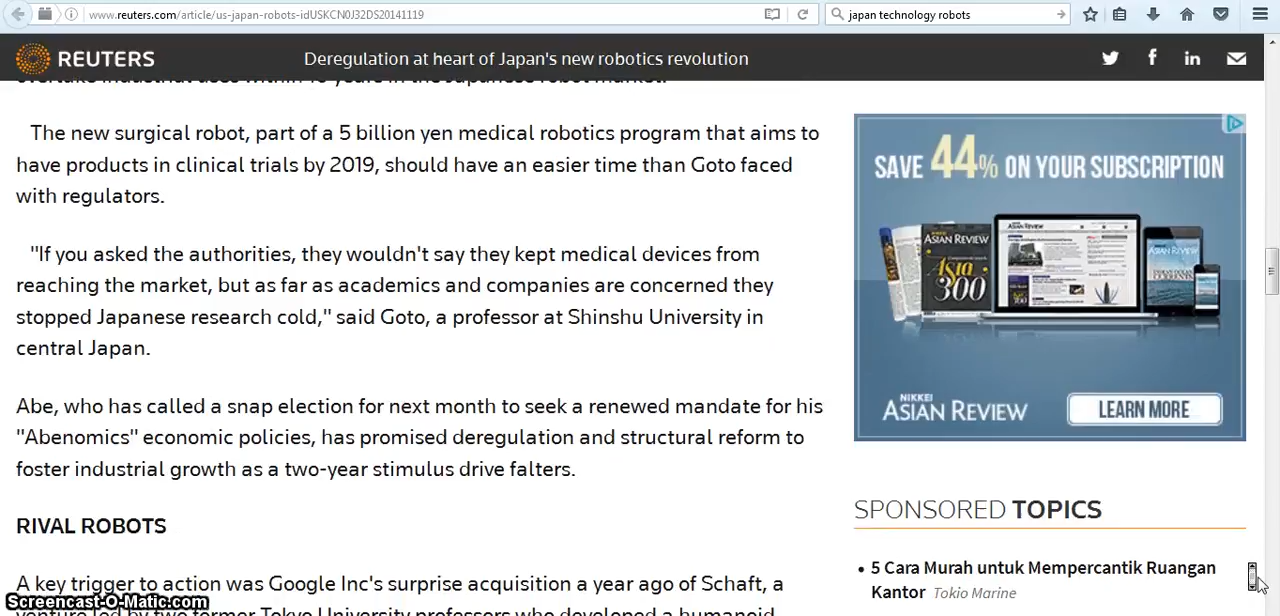 www.reuters.com/article/us-japan-robots-idUSKCN0J32DS20141119
japan technology robots
REUTERS
Deregulation at heart of Japan's new robotics revolution
overtake industrial uses within 10 years in the Japanese robot market.
The new surgical robot, part of a 5 billion yen medical robotics program that aims to
have products in clinical trials by 2019, should have an easier time than Goto faced
with regulators.
"If you asked the authorities, they wouldn't say they kept medical devices from
reaching the market, but as far as academics and companies are concerned they
stopped Japanese research cold," said Goto, a professor at Shinshu University in
central Japan.
Abe, who has called a snap election for next month to seek a renewed mandate for his
"Abenomics" economic policies, has promised deregulation and structural reform to
foster industrial growth as a two-year stimulus drive falters.
RIVAL ROBOTS
A key trigger to action was Google Inc's surprise acquisition a year ago of Schaft, a
venture led by two former Tokyo University professors who developed a humanoid
SAVE 44% ON YOUR SUBSCRIPTION
ASIAN REVIEW
Asia
300
NIKKEI
ASIAN REVIEW
LEARN MORE
SPONSORED TOPICS
• 5 Cara Murah untuk Mempercantik Ruangan
Kantor Tokio Marine
Screencast-O-Matic.com